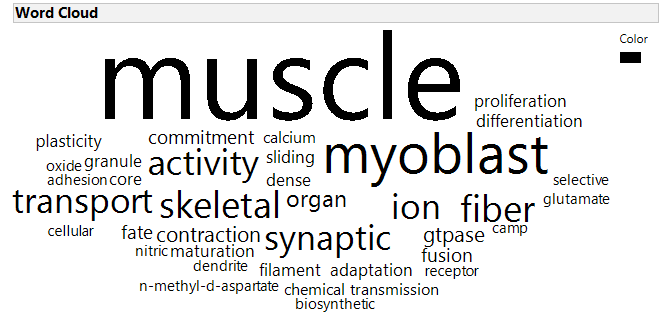 Word Cloud
Color
muscle
proliferation
differentiation
plasticity
commitment
calcium
myoblast
oxide
granule
activity
sliding
adhesion
core
dense
selective
transport
skeletal
organ
ion
fiber
glutamate
cellular
fate
contraction
synaptic
gtpase
camp
nitric
maturation
fusion
dendrite
filament
adaptation
receptor
n-methyl-d-aspartate
chemical
transmission
biosynthetic